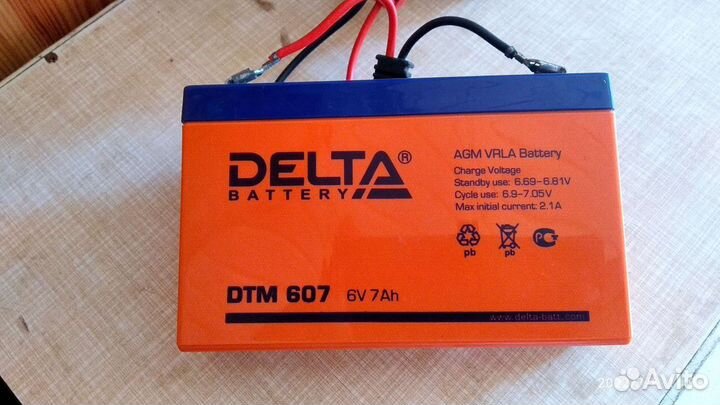 DELTA®
BATTERY
AGM VRLA Battery
Charge Voltage
Standby use: 6.69-6.81V
Cycle use: 6.9-7.05V
Max initial current: 2.1A
pb
pb
DTM 607 6V 7Ah
www.delta-batt.com
Avito